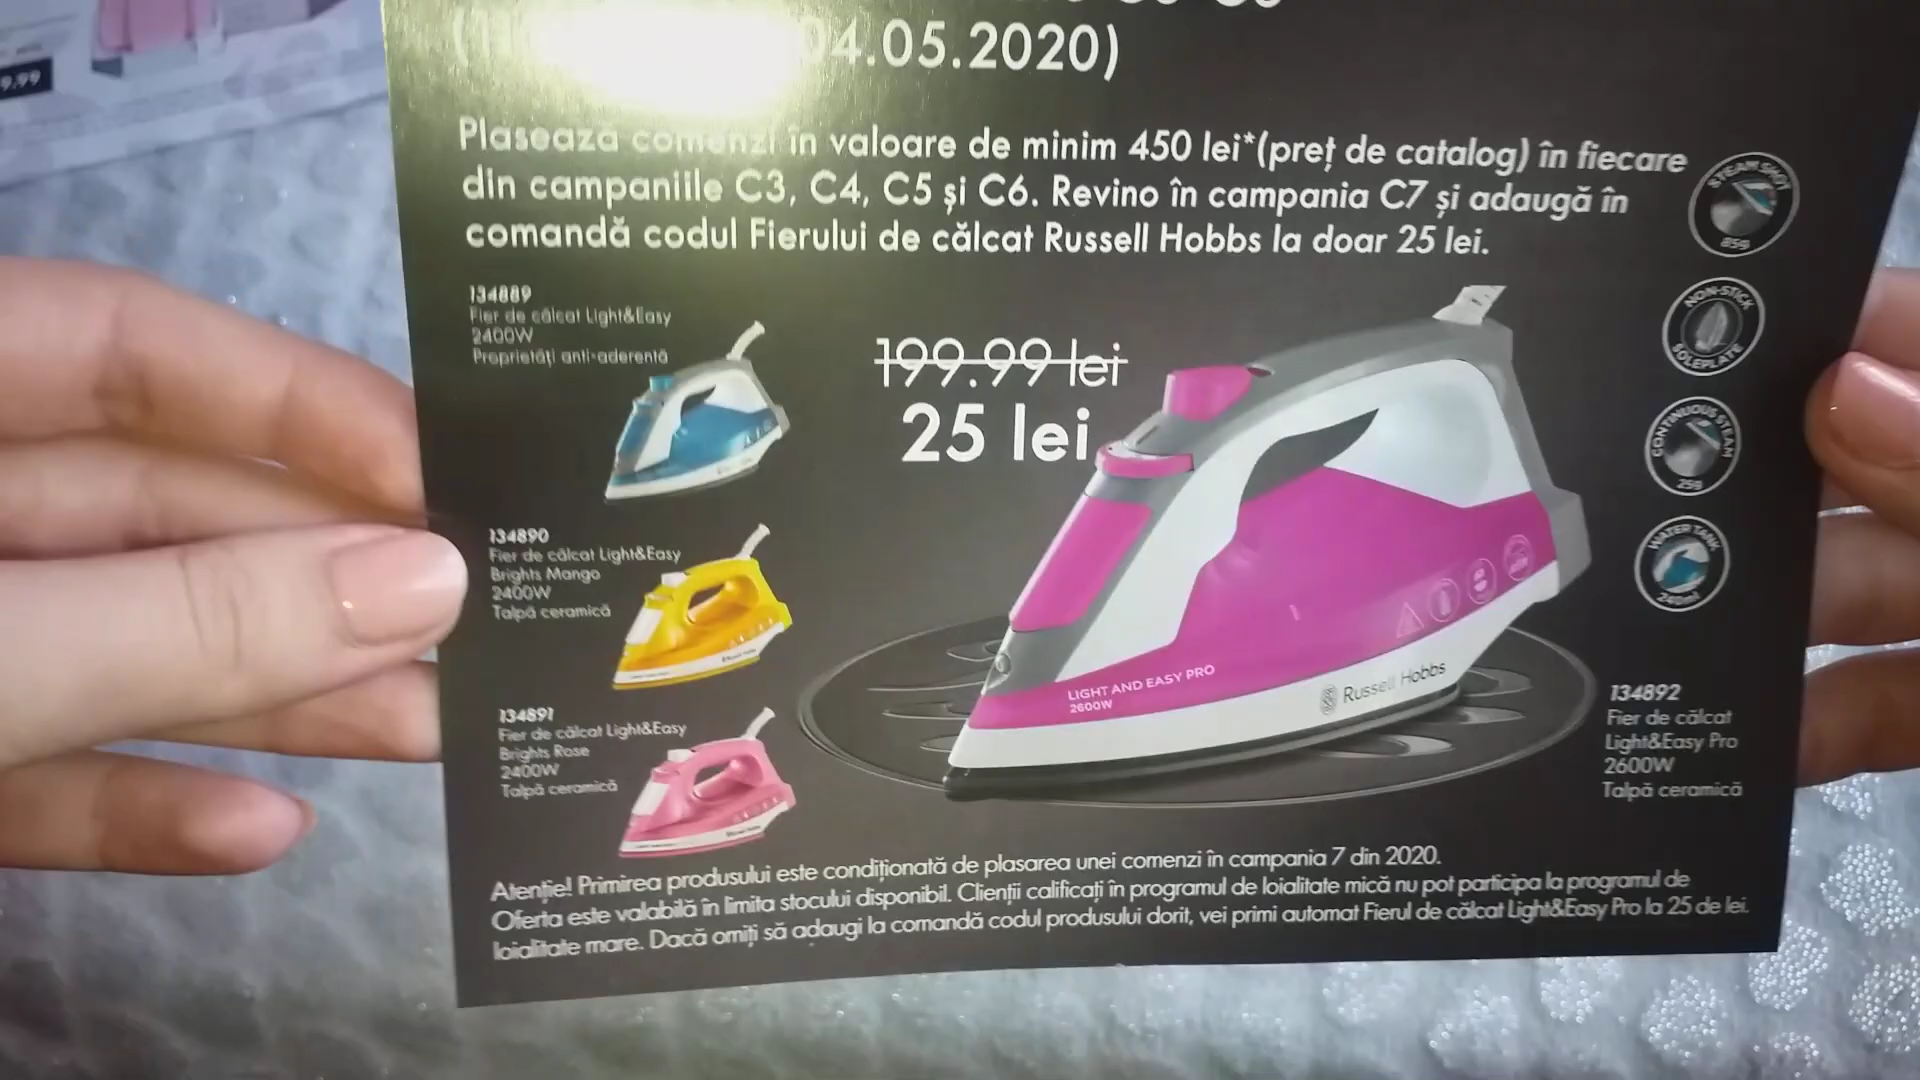 9.99
04.05.2020)
Plasează comenzi în valoare de minim 450 lei*(preț de catalog) în fiecare
din campaniile C3, C4, C5 și C6. Revino în campania C7 și adaugă în
comandă codul Fierului de călcat Russell Hobbs la doar 25 lei.
134889
Fier de călcat Light&Easy
2400W
Proprietăți anti-aderentă
199.99 lei
25 lei
134890
Fier de călcat Light&Easy
Brights Mango
2400W
Talpă ceramică
134891
Fier de călcat Light&Easy
Brights Rose
2400W
Talpă ceramică
LIGHT AND EASY PRO
2600W
Russell Hobbs
STEAM SHOT
85g
NON-STICK
SOLEPLATE
CONTINUOUS STEAM
25g
WATER TANK
240ml
134892
Fier de călcat
Light&Easy Pro
2600W
Talpă ceramică
Atenție! Primirea produsului este condiționată de plasarea unei comenzi în campania 7 din 2020.
Oferta este valabilă în limita stocului disponibil. Clienții calificați în programul de loialitate mică nu pot participa la programul de
loialitate mare. Dacă omiți să adaugi la comandă codul produsului dorit, vei primi automat Fierul de călcat Light&Easy Pro la 25 de lei.